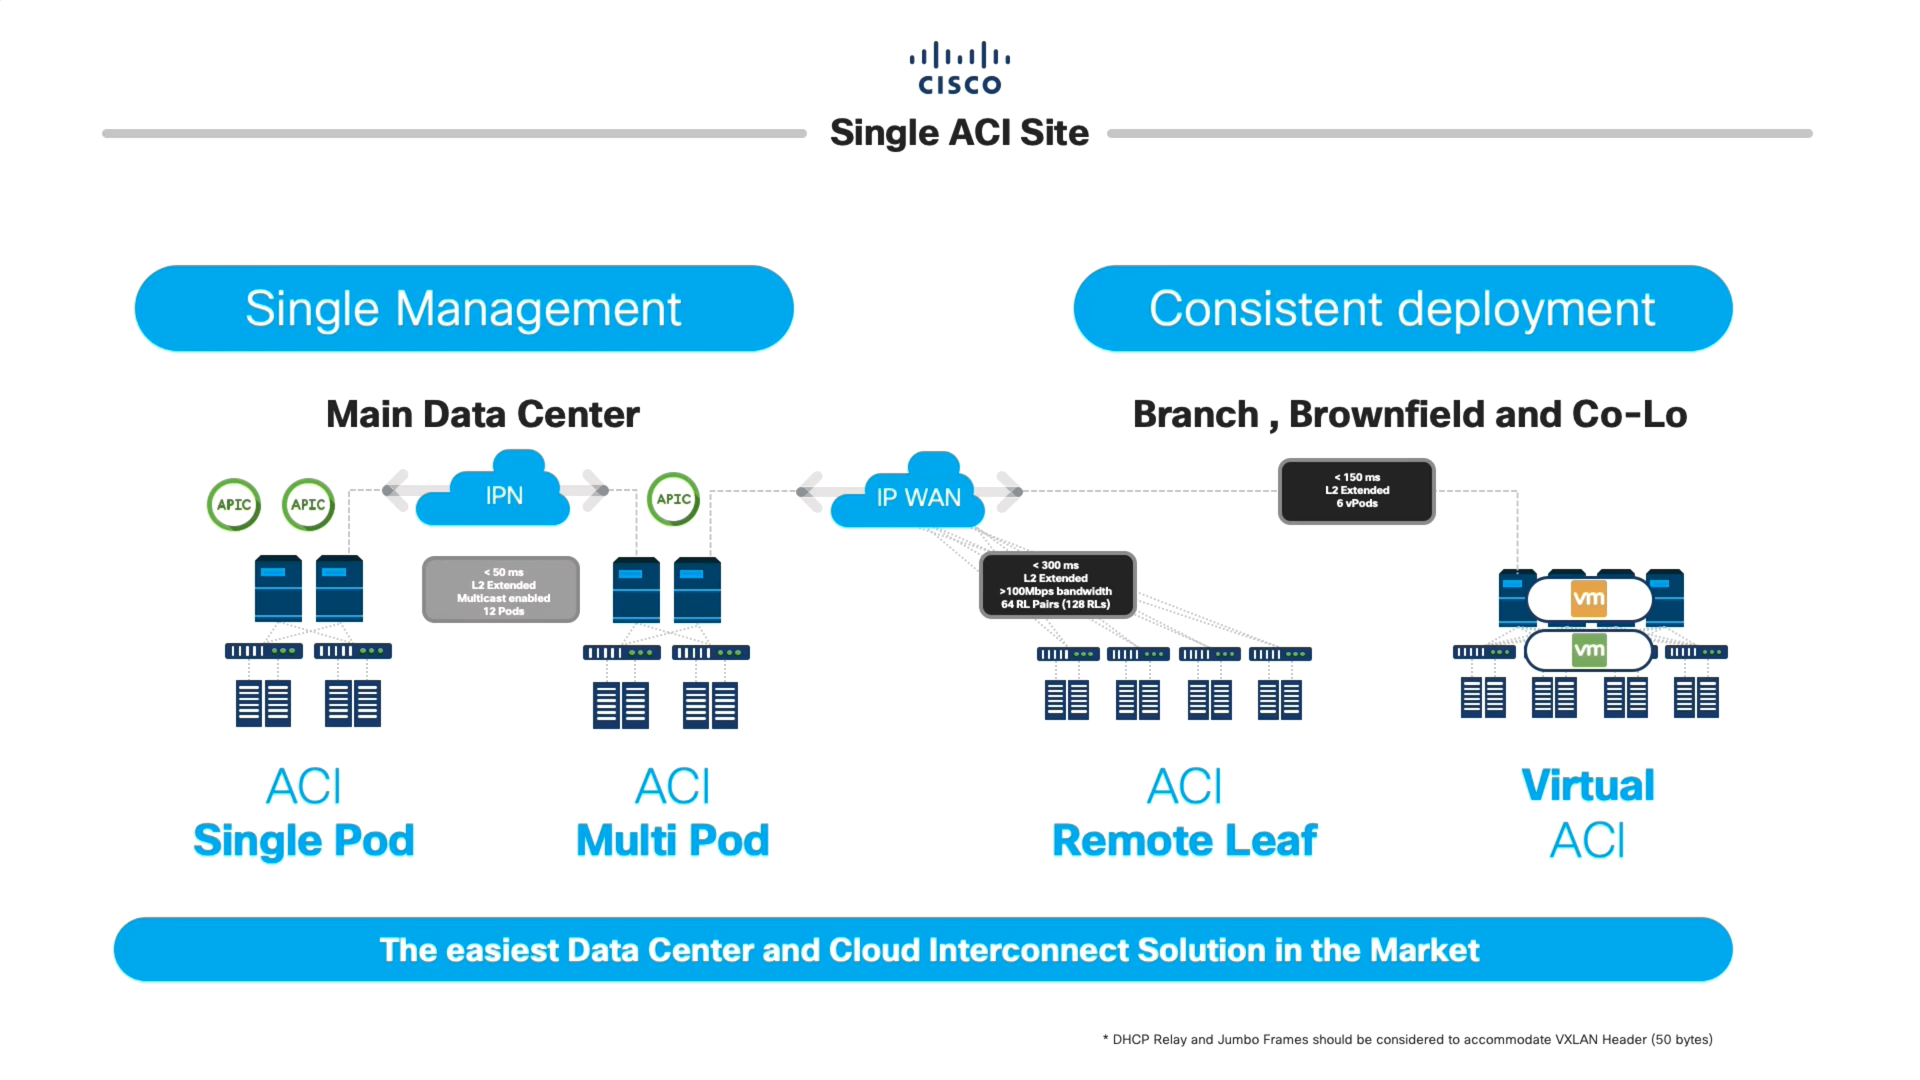 CISCO
Single ACI Site
Single Management
Consistent deployment
Main Data Center
Branch , Brownfield and Co-Lo
APIC
APIC
IPN
APIC
IP WAN
< 150 ms
L2 Extended
6 vPods
< 50 ms
L2 Extended
Multicast enabled
12 Pods
< 300 ms
L2 Extended
>100Mbps bandwidth
64 RL Pairs (128 RLs)
vm
vm
ACI
Single Pod
ACI
Multi Pod
ACI
Remote Leaf
Virtual
ACI
The easiest Data Center and Cloud Interconnect Solution in the Market
* DHCP Relay and Jumbo Frames should be considered to accommodate VXLAN Header (50 bytes)